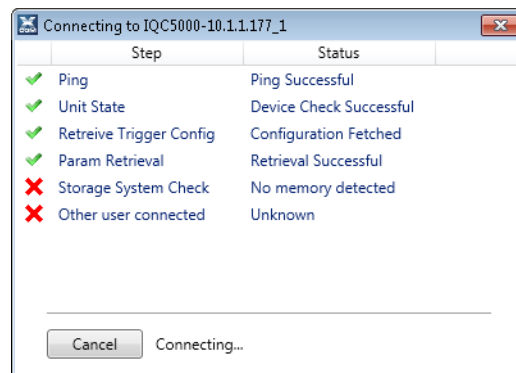 Connecting to IQC5000-10.1.1.177_1
Step Status
Ping Ping Successful
Unit State Device Check Successful
Retreive Trigger Config Configuration Fetched
Param Retrieval Retrieval Successful
Storage System Check No memory detected
Other user connected Unknown
Cancel Connecting...